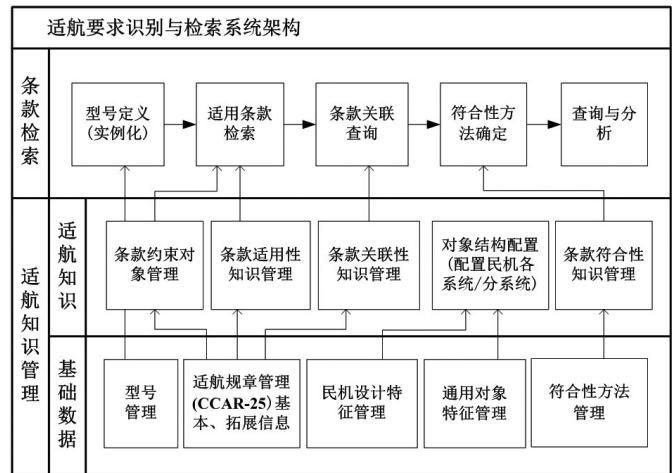 适航要求识别与检索系统架构
条款检索
型号定义
(实例化)
适用条款
检索
条款关联
查询
符合性方
法确定
查询与分
析
适航知识管理
适航知识
条款约束对
象管理
条款适用性
知识管理
条款关联性
知识管理
对象结构配置
(配置民机各
系统/分系统)
条款符合性
知识管理
基础数据
型号
管理
适航规章管理
(CCAR-25)基
本、拓展信息
民机设计特
征管理
通用对象
特征管理
符合性方法
管理